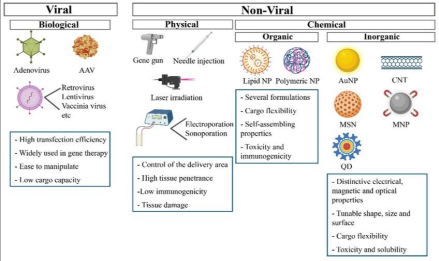 Viral
Non-Viral
Biological
Physical
Chemical
Organic
Inorganic
Adenovirus
AAV
Retrovirus
Lentivirus
Vaccinia virus
etc
- High transfection efficiency
- Widely used in gene therapy
- Ease to manipulate
- Low cargo capacity
Gene gun
Needle injection
Laser irradiation
Electroporation
Sonoporation
- Control of the delivery area
- High tissue penetrance
-Low immunogenicity
- Tissue damage
Lipid NP
Polymeric NP
- Several formulations
- Cargo flexibility
- Self-assembling
properties
- Toxicity and
immunogenicity
AuNP
CNT
MSN
MNP
QD
- Distinctive electrical,
magnetic and optical
properties
- Tunable shape, size and
surface
- Cargo flexibility
- Toxicity and solubility